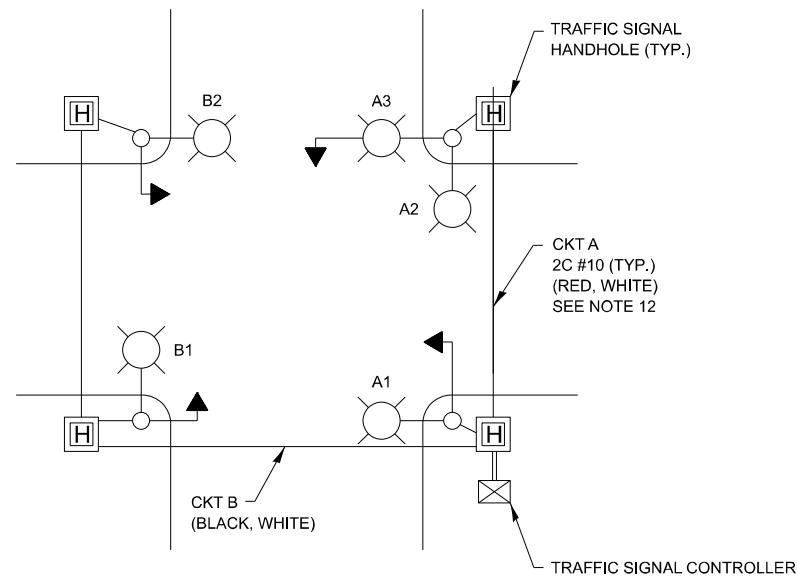 TRAFFIC SIGNAL
HANDHOLE (TYP.)
H
B2
A3
H
A2
CKT A
2C #10 (TYP.)
(RED, WHITE)
SEE NOTE 12
B1
A1
H
H
CKT B
(BLACK, WHITE)
TRAFFIC SIGNAL CONTROLLER